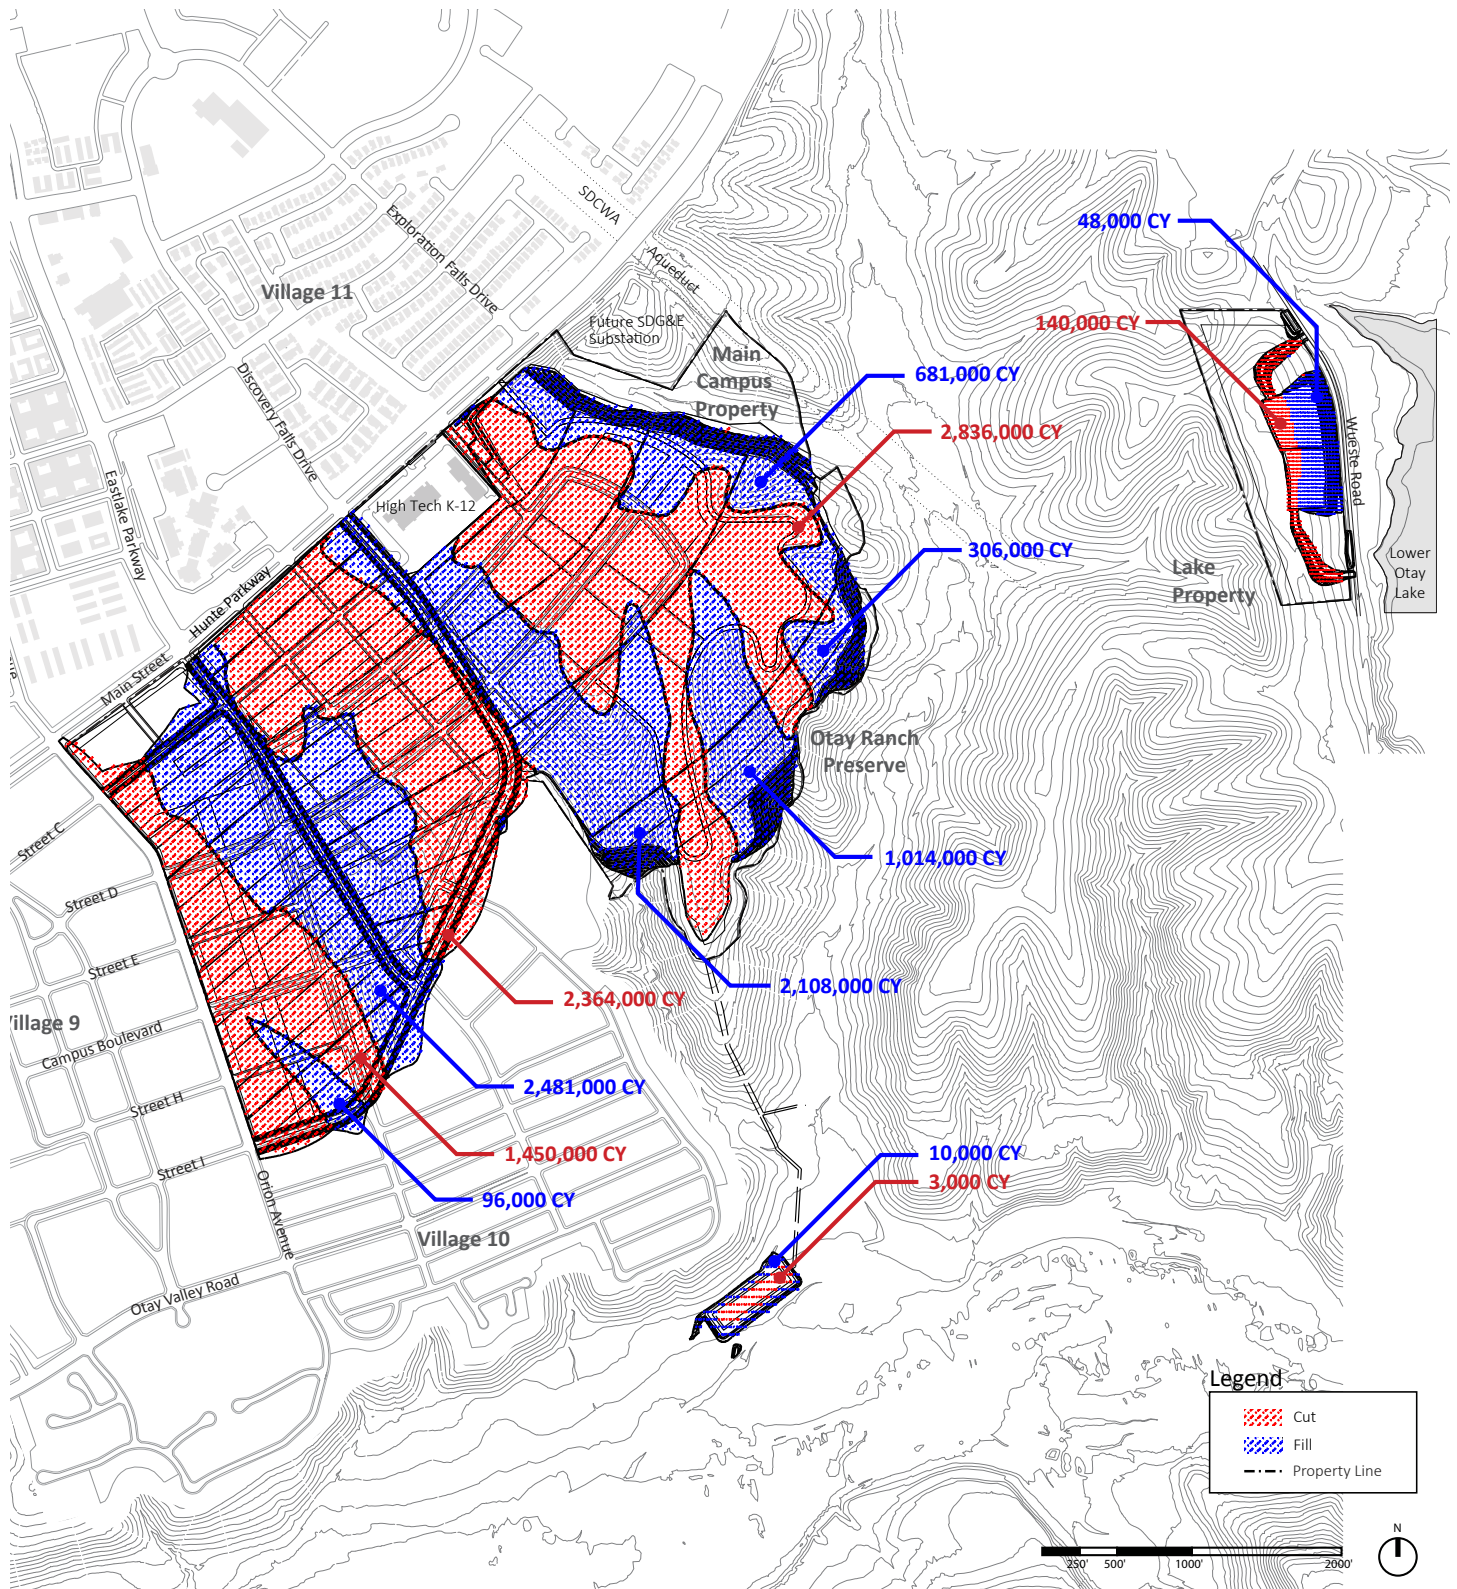 SDCWA
Aqueduct
48,000 CY
Exploration Falls Drive
Village 11
Future SDG&E
Substation
140,000 CY
Main
Campus
Property
681,000 CY
Discovery Falls Drive
2,836,000 CY
Wueste Road
Eastlake Parkway
High Tech K-12
306,000 CY
Lower
Otay
Lake
Lake
Property
Hunte Parkway
Main Street
Otay Ranch
Preserve
Street C
1,014,000 CY
Street D
Street E
2,108,000 CY
2,364,000 CY
illage 9
Campus Boulevard
2,481,000 CY
Street H
1,450,000 CY
10,000 CY
3,000 CY
Street I
96,000 CY
Orion Avenue
Village 10
Otay Valley Road
Legend
Cut
Fill
Property Line
N
250' 500' 1000' 2000'